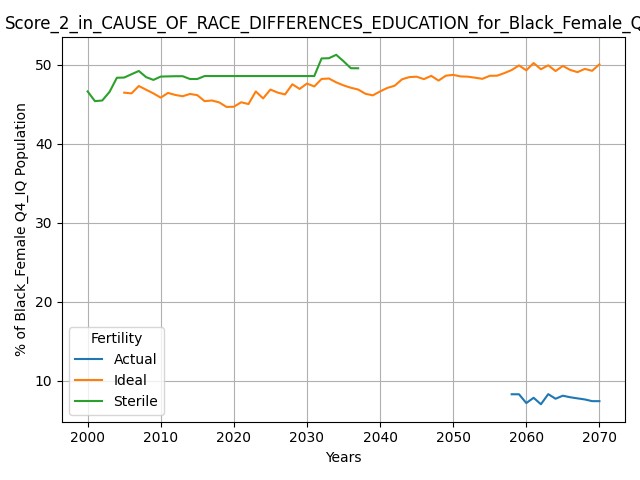 Score_2_in_CAUSE_OF_RACE_DIFFERENCES_EDUCATION_for_Black_Female_Q
% of Black_Female Q4_IQ Population
50
40
30
20
10
Fertility
Actual
Ideal
Sterile
2000 2010 2020 2030 2040 2050 2060 2070
Years